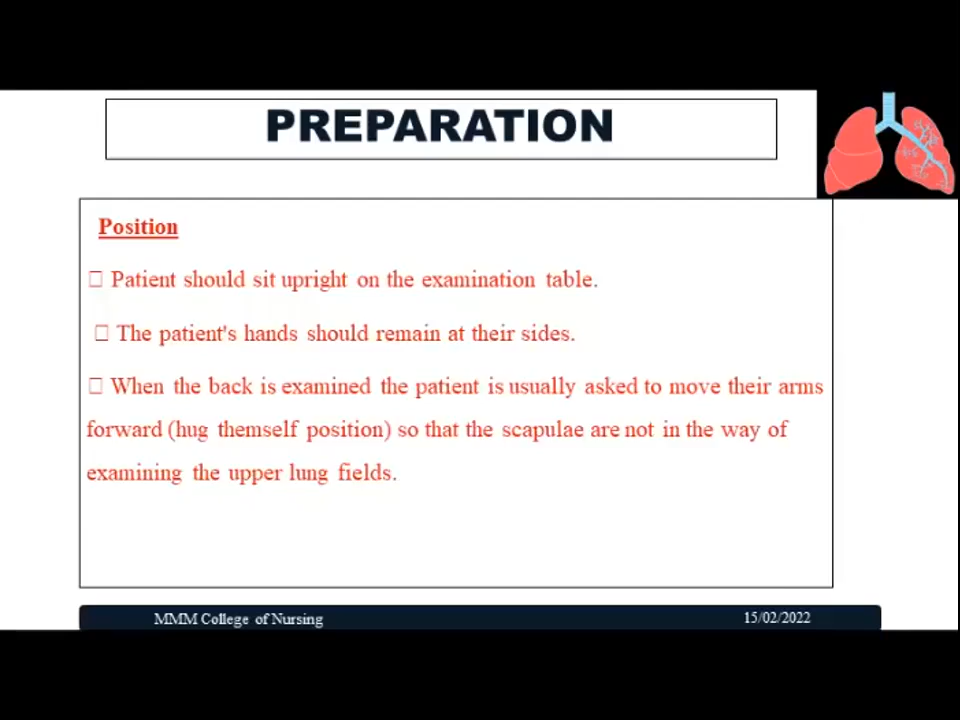 PREPARATION
Position
□ Patient should sit upright on the examination table.
□ The patient's hands should remain at their sides.
□ When the back is examined the patient is usually asked to move their arms
forward (hug themself position) so that the scapulae are not in the way of
examining the upper lung fields.
MMM College of Nursing
15/02/2022